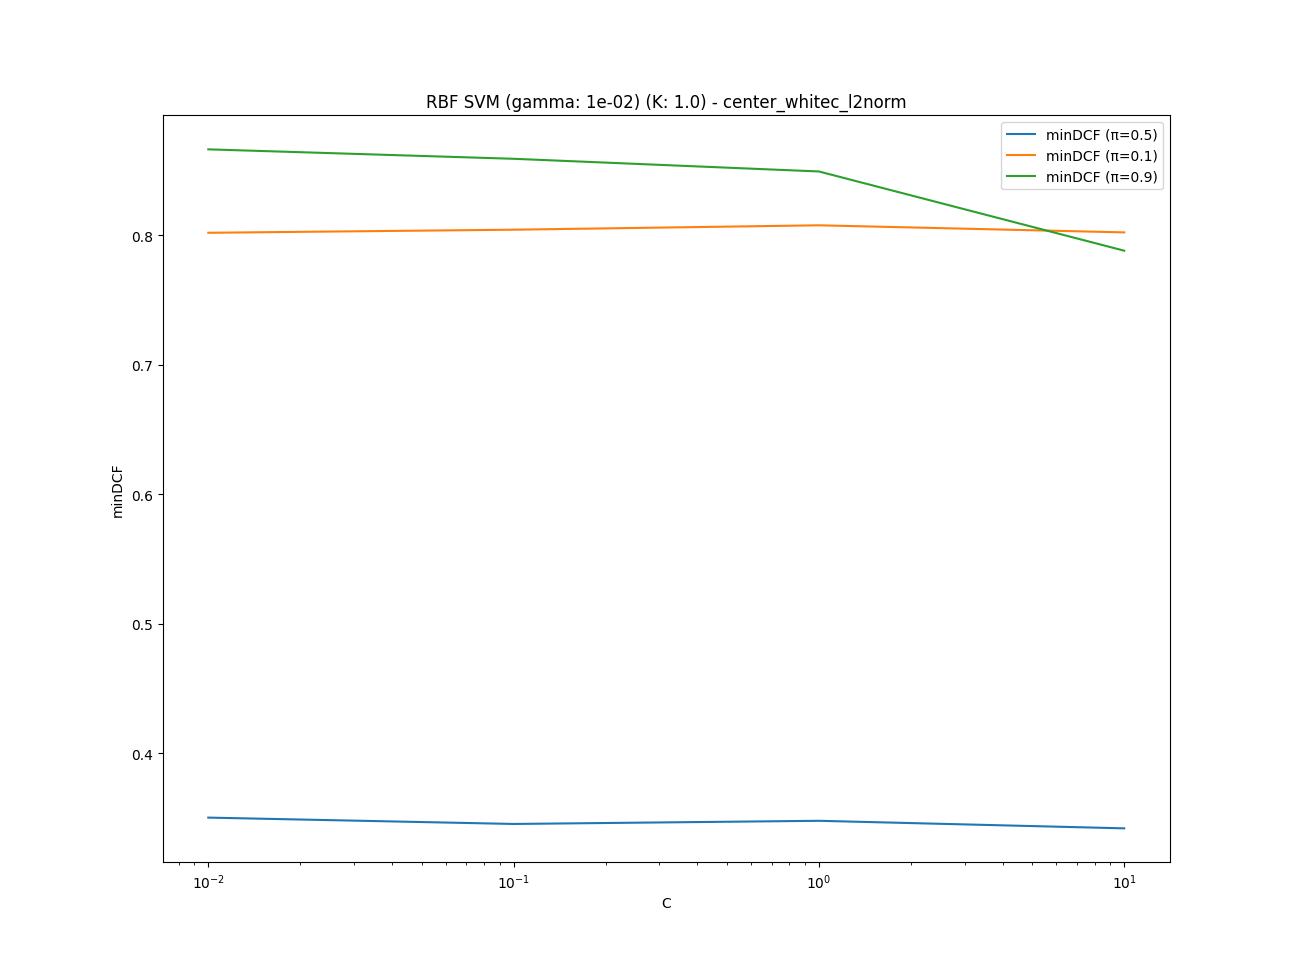 RBF SVM (gamma: 1e-02) (K: 1.0) - center_whitec_l2norm
minDCF (π=0.5)
minDCF (π=0.1)
minDCF (π=0.9)
0.8
0.7
0.6
0.5
0.4
minDCF
10⁻² 10⁻¹ 10⁰ 10¹
C